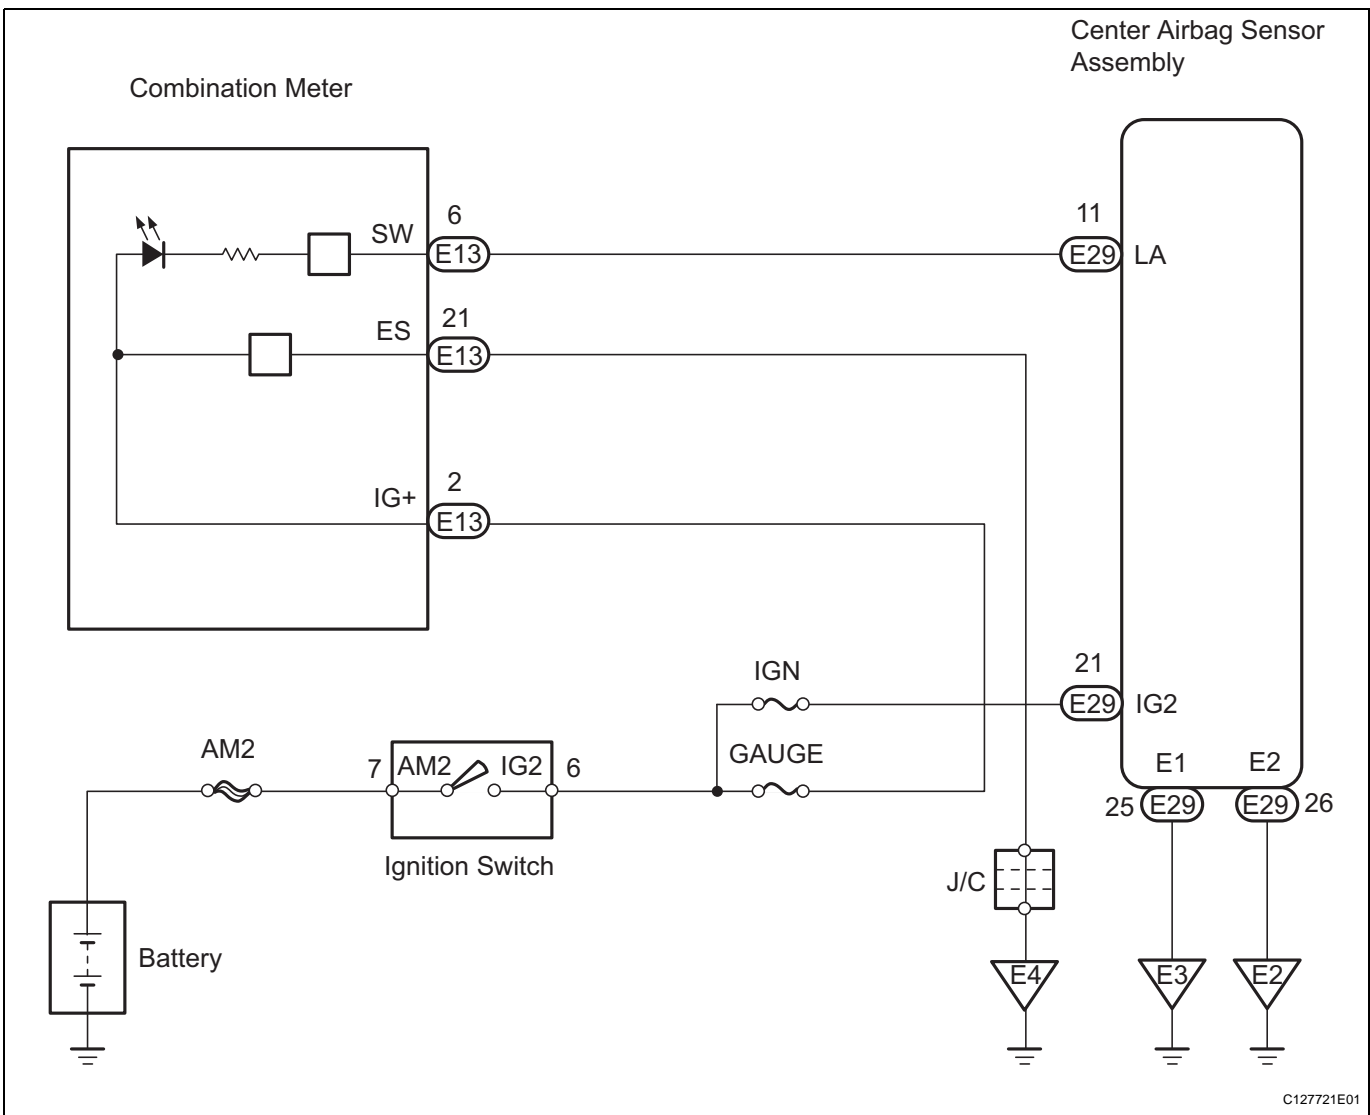 Center Airbag Sensor
Assembly
Combination Meter
SW
6
E13
11
E29
LA
ES
21
E13
IG+
2
E13
21
E29
IG2
IGN
GAUGE
AM2
7
AM2
IG2
6
Ignition Switch
E1
E2
25
E29
E29
26
J/C
Battery
E4
E3
E2
C127721E01